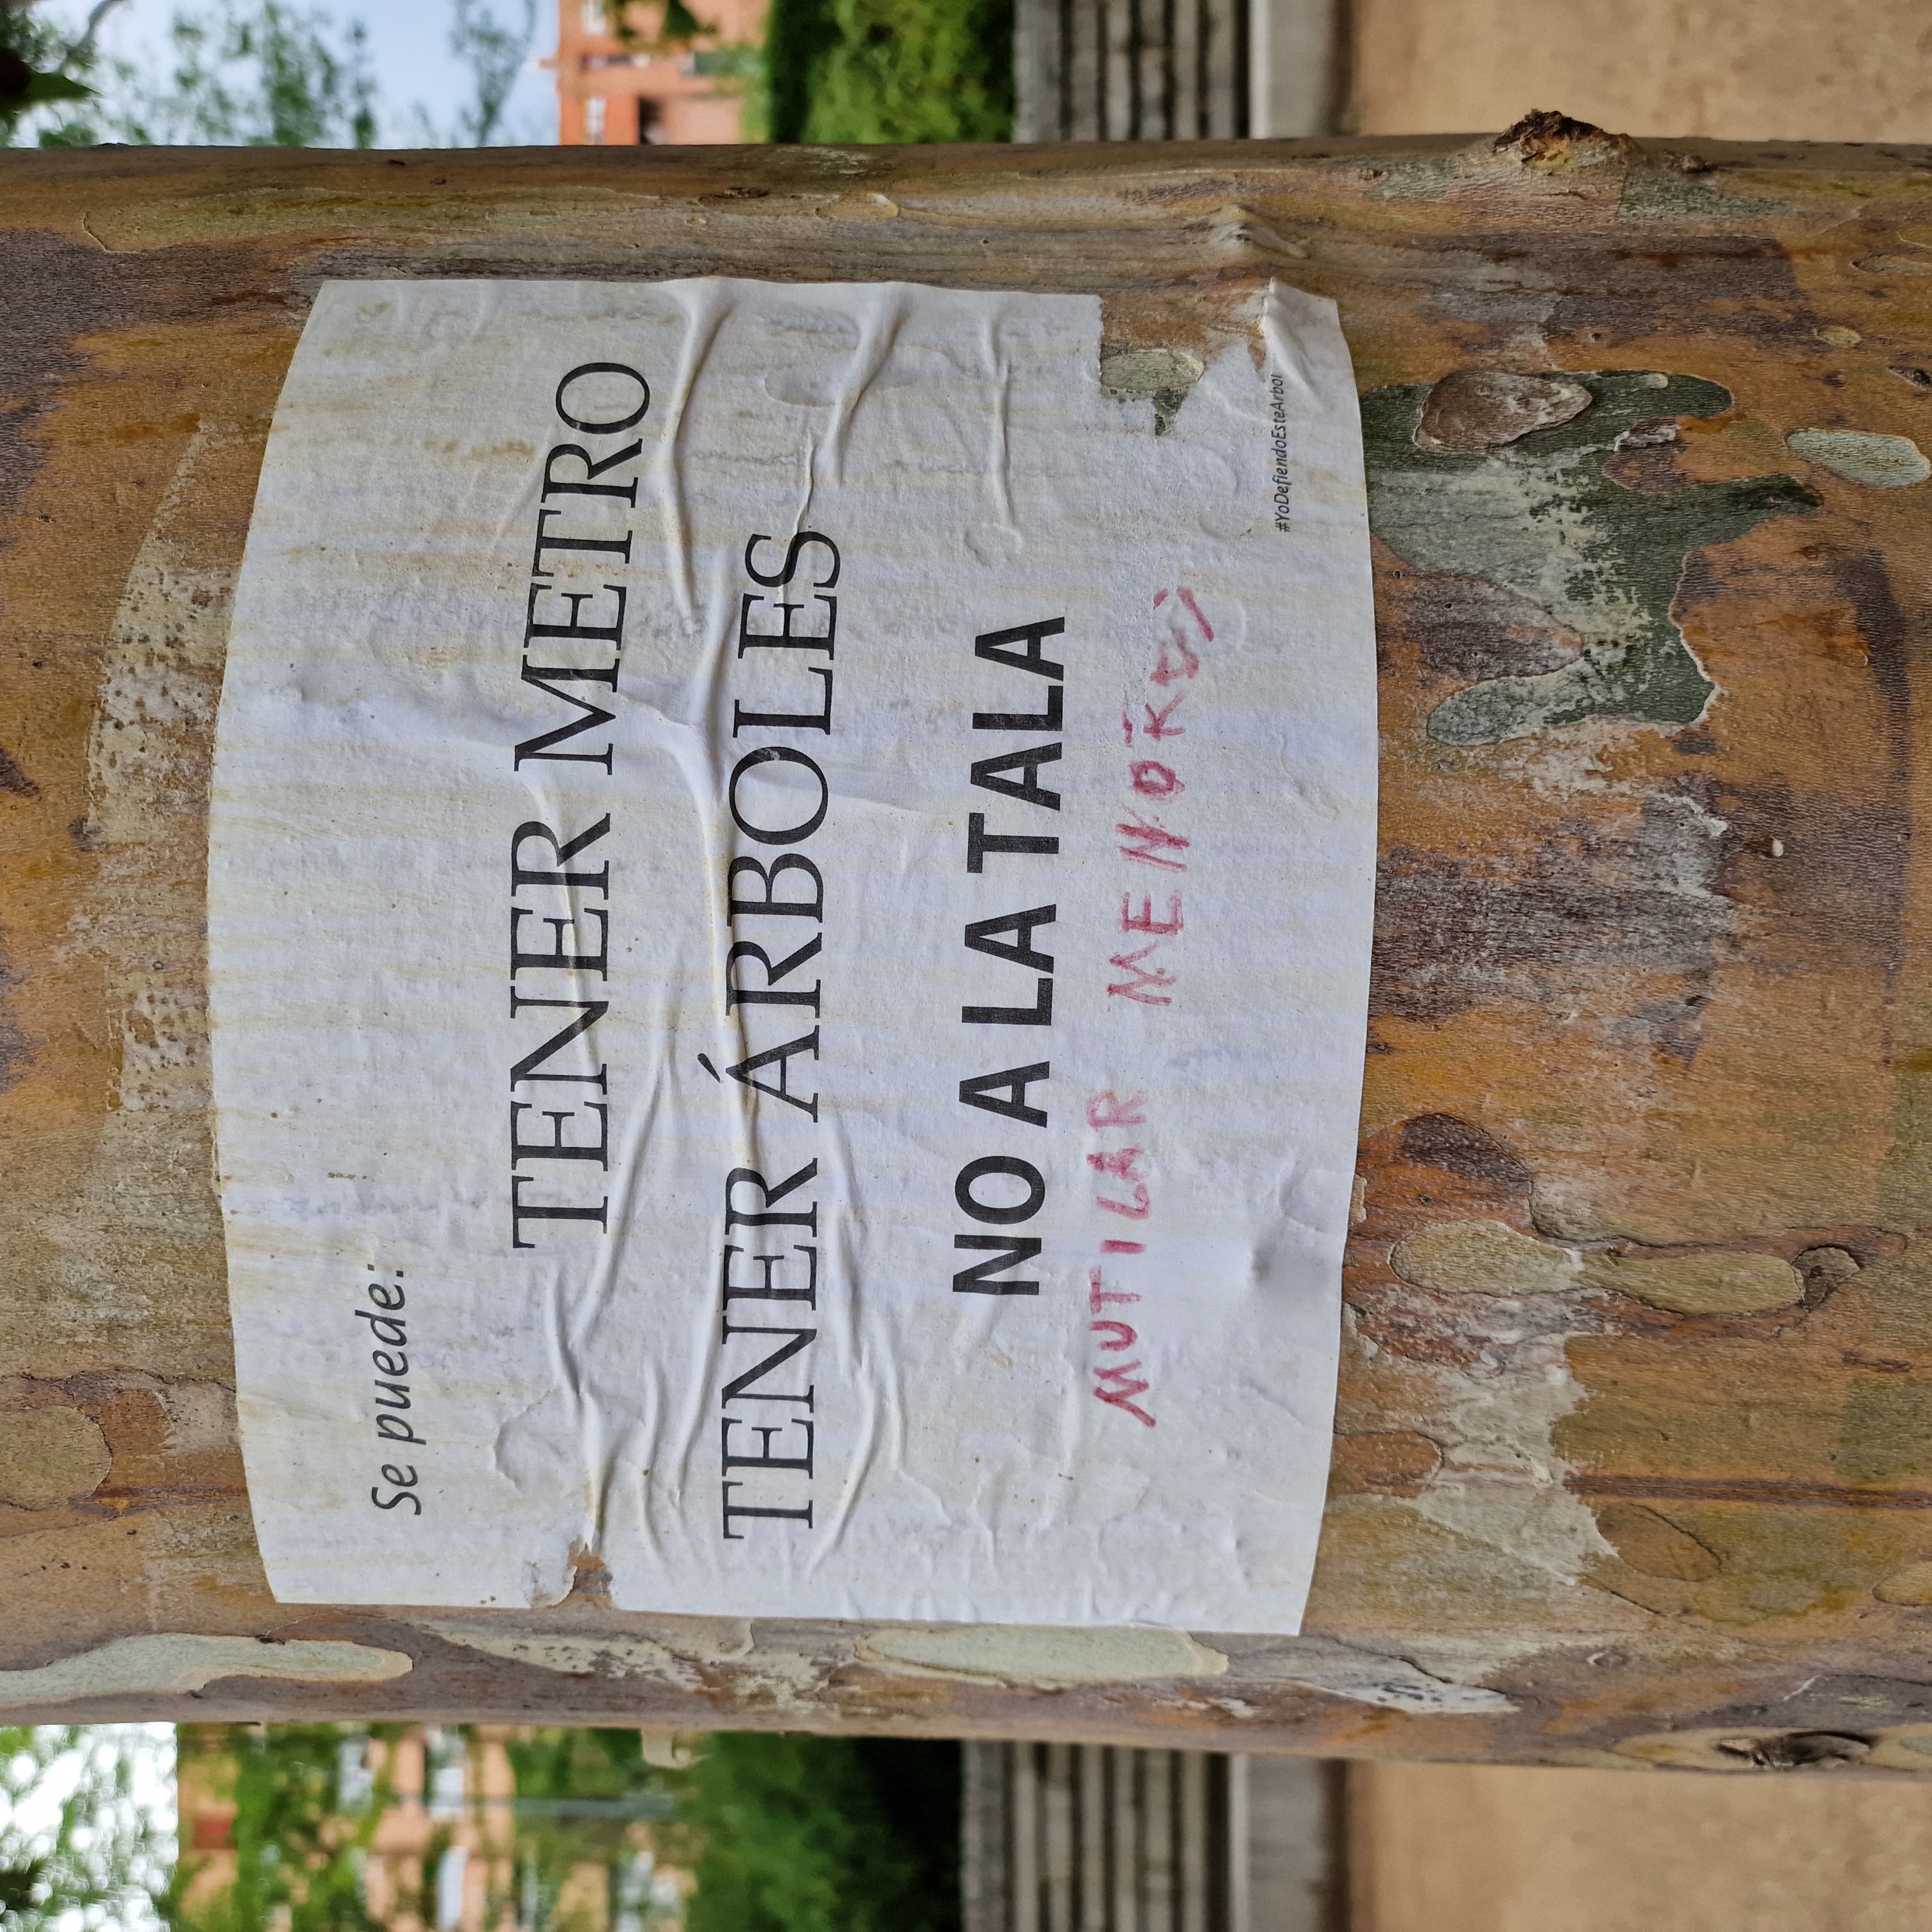 Se puede:
TENER METRO
TENER ÁRBOLES
NO A LA TALA
MUTILAR MENORES
#YoDefiendoEsteArbol